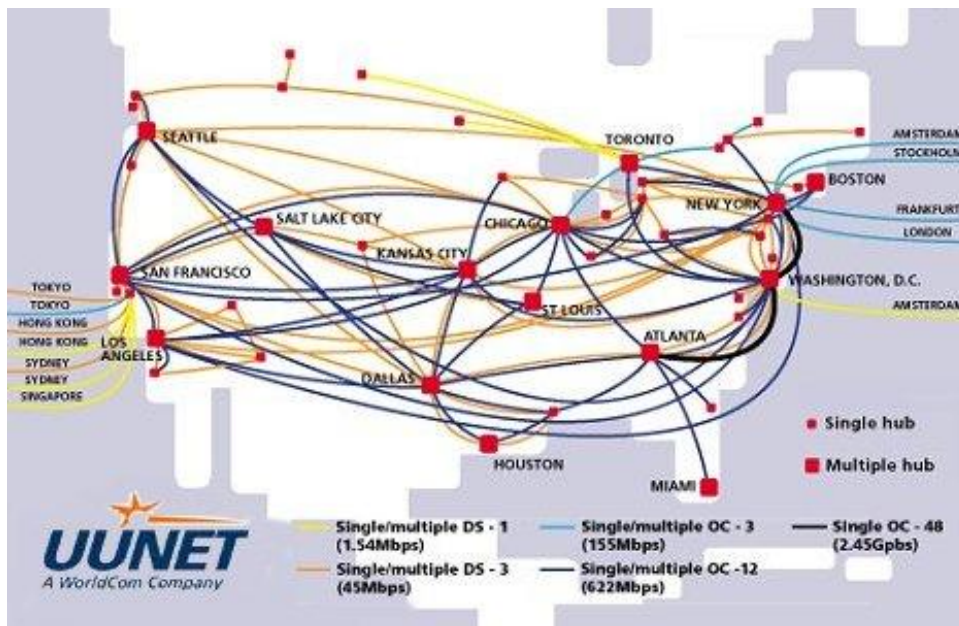 SEATTLE
TORONTO
AMSTERDAM
STOCKHOLM
BOSTON
NEW YORK
FRANKFURT
LONDON
SALT LAKE CITY
CHICAGO
KANSAS CITY
SAN FRANCISCO
WASHINGTON, D.C.
TOKYO
TOKYO
HONG KONG
HONG KONG
SYDNEY
SYDNEY
SINGAPORE
LOS
ANGELES
ST LOUIS
AMSTERDAM
ATLANTA
DALLAS
HOUSTON
MIAMI
Single hub
Multiple hub
UUNET
A WorldCom Company
Single/multiple DS - 1
(1.54Mbps)
Single/multiple DS - 3
(45Mbps)
Single/multiple OC - 3
(155Mbps)
Single/multiple OC -12
(622Mbps)
Single OC - 48
(2.45Gpbs)